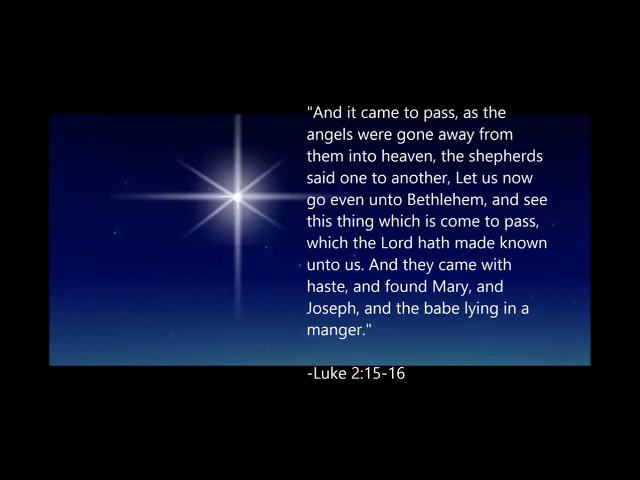 "And it came to pass, as the
angels were gone away from
them into heaven, the shepherds
said one to another, Let us now
go even unto Bethlehem, and see
this thing which is come to pass,
which the Lord hath made known
unto us. And they came with
haste, and found Mary, and
Joseph, and the babe lying in a
manger."
-Luke 2:15-16